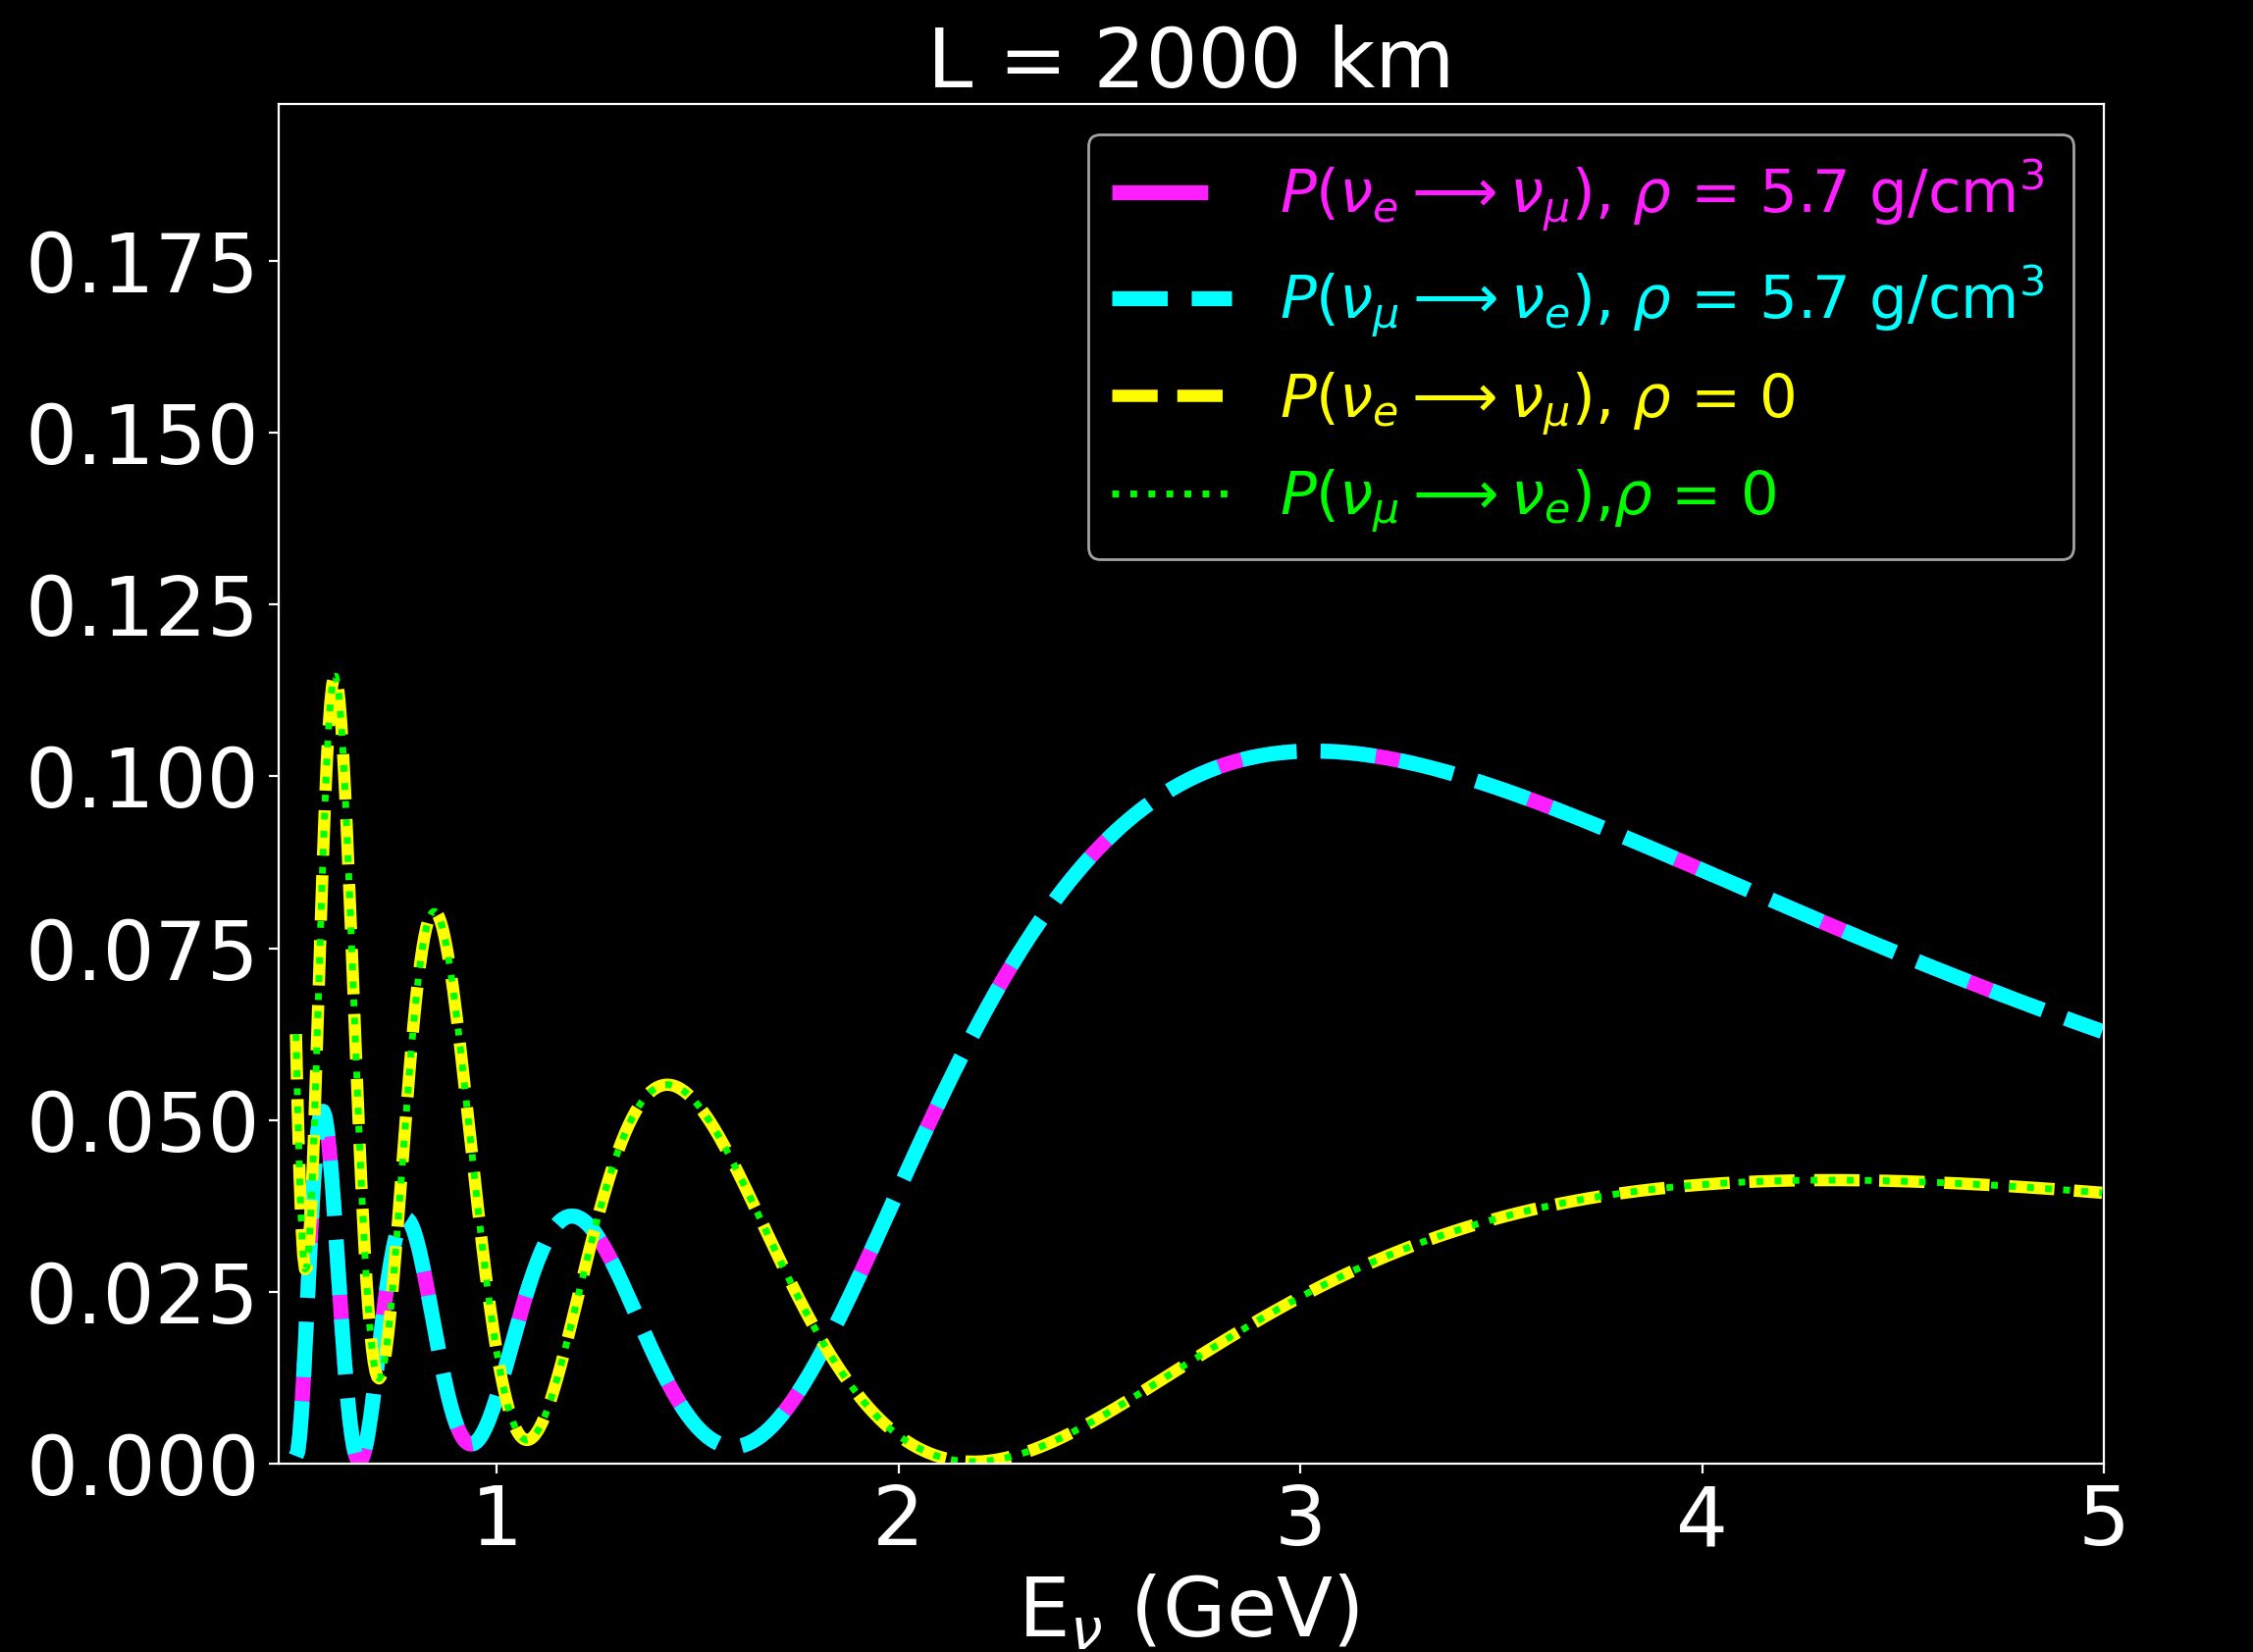 L = 2000 km
P(νe ⟶ νμ), ρ = 5.7 g/cm³
P(νμ ⟶ νe), ρ = 5.7 g/cm³
P(νe ⟶ νμ), ρ = 0
P(νμ ⟶ νe),ρ = 0
0.175
0.150
0.125
0.100
0.075
0.050
0.025
0.000
1 2 3 4 5
Eν (GeV)